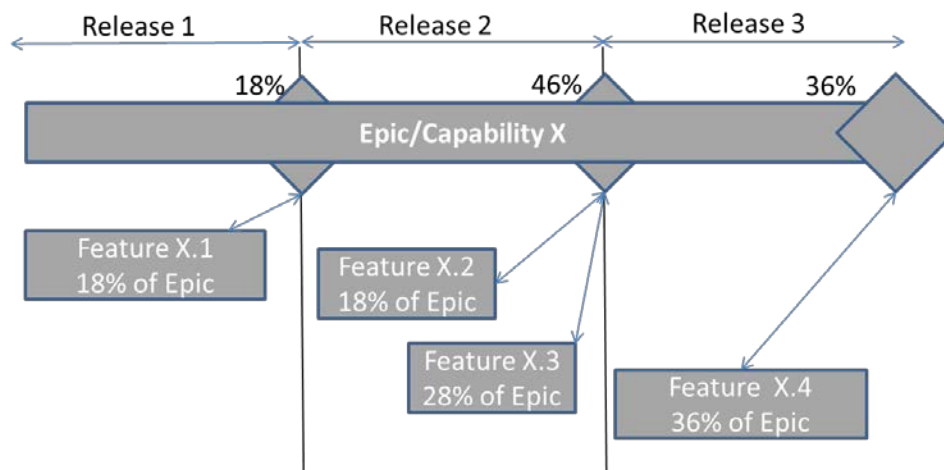 Release 1
Release 2
Release 3
18%
46%
36%
Epic/Capability X
Feature X.1
18% of Epic
Feature X.2
18% of Epic
Feature X.3
28% of Epic
Feature X.4
36% of Epic